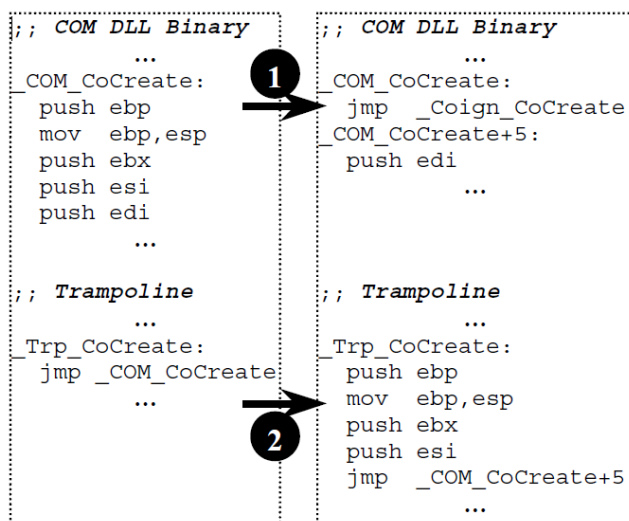 ;; COM DLL Binary
...
_COM_CoCreate:
push ebp
mov ebp,esp
push ebx
push esi
push edi
...
;; Trampoline
...
_Trp_CoCreate:
jmp _COM_CoCreate
...
1
2
;; COM DLL Binary
...
_COM_CoCreate:
jmp _Coign_CoCreate
_COM_CoCreate+5:
push edi
...
;; Trampoline
...
_Trp_CoCreate:
push ebp
mov ebp,esp
push ebx
push esi
jmp _COM_CoCreate+5
...